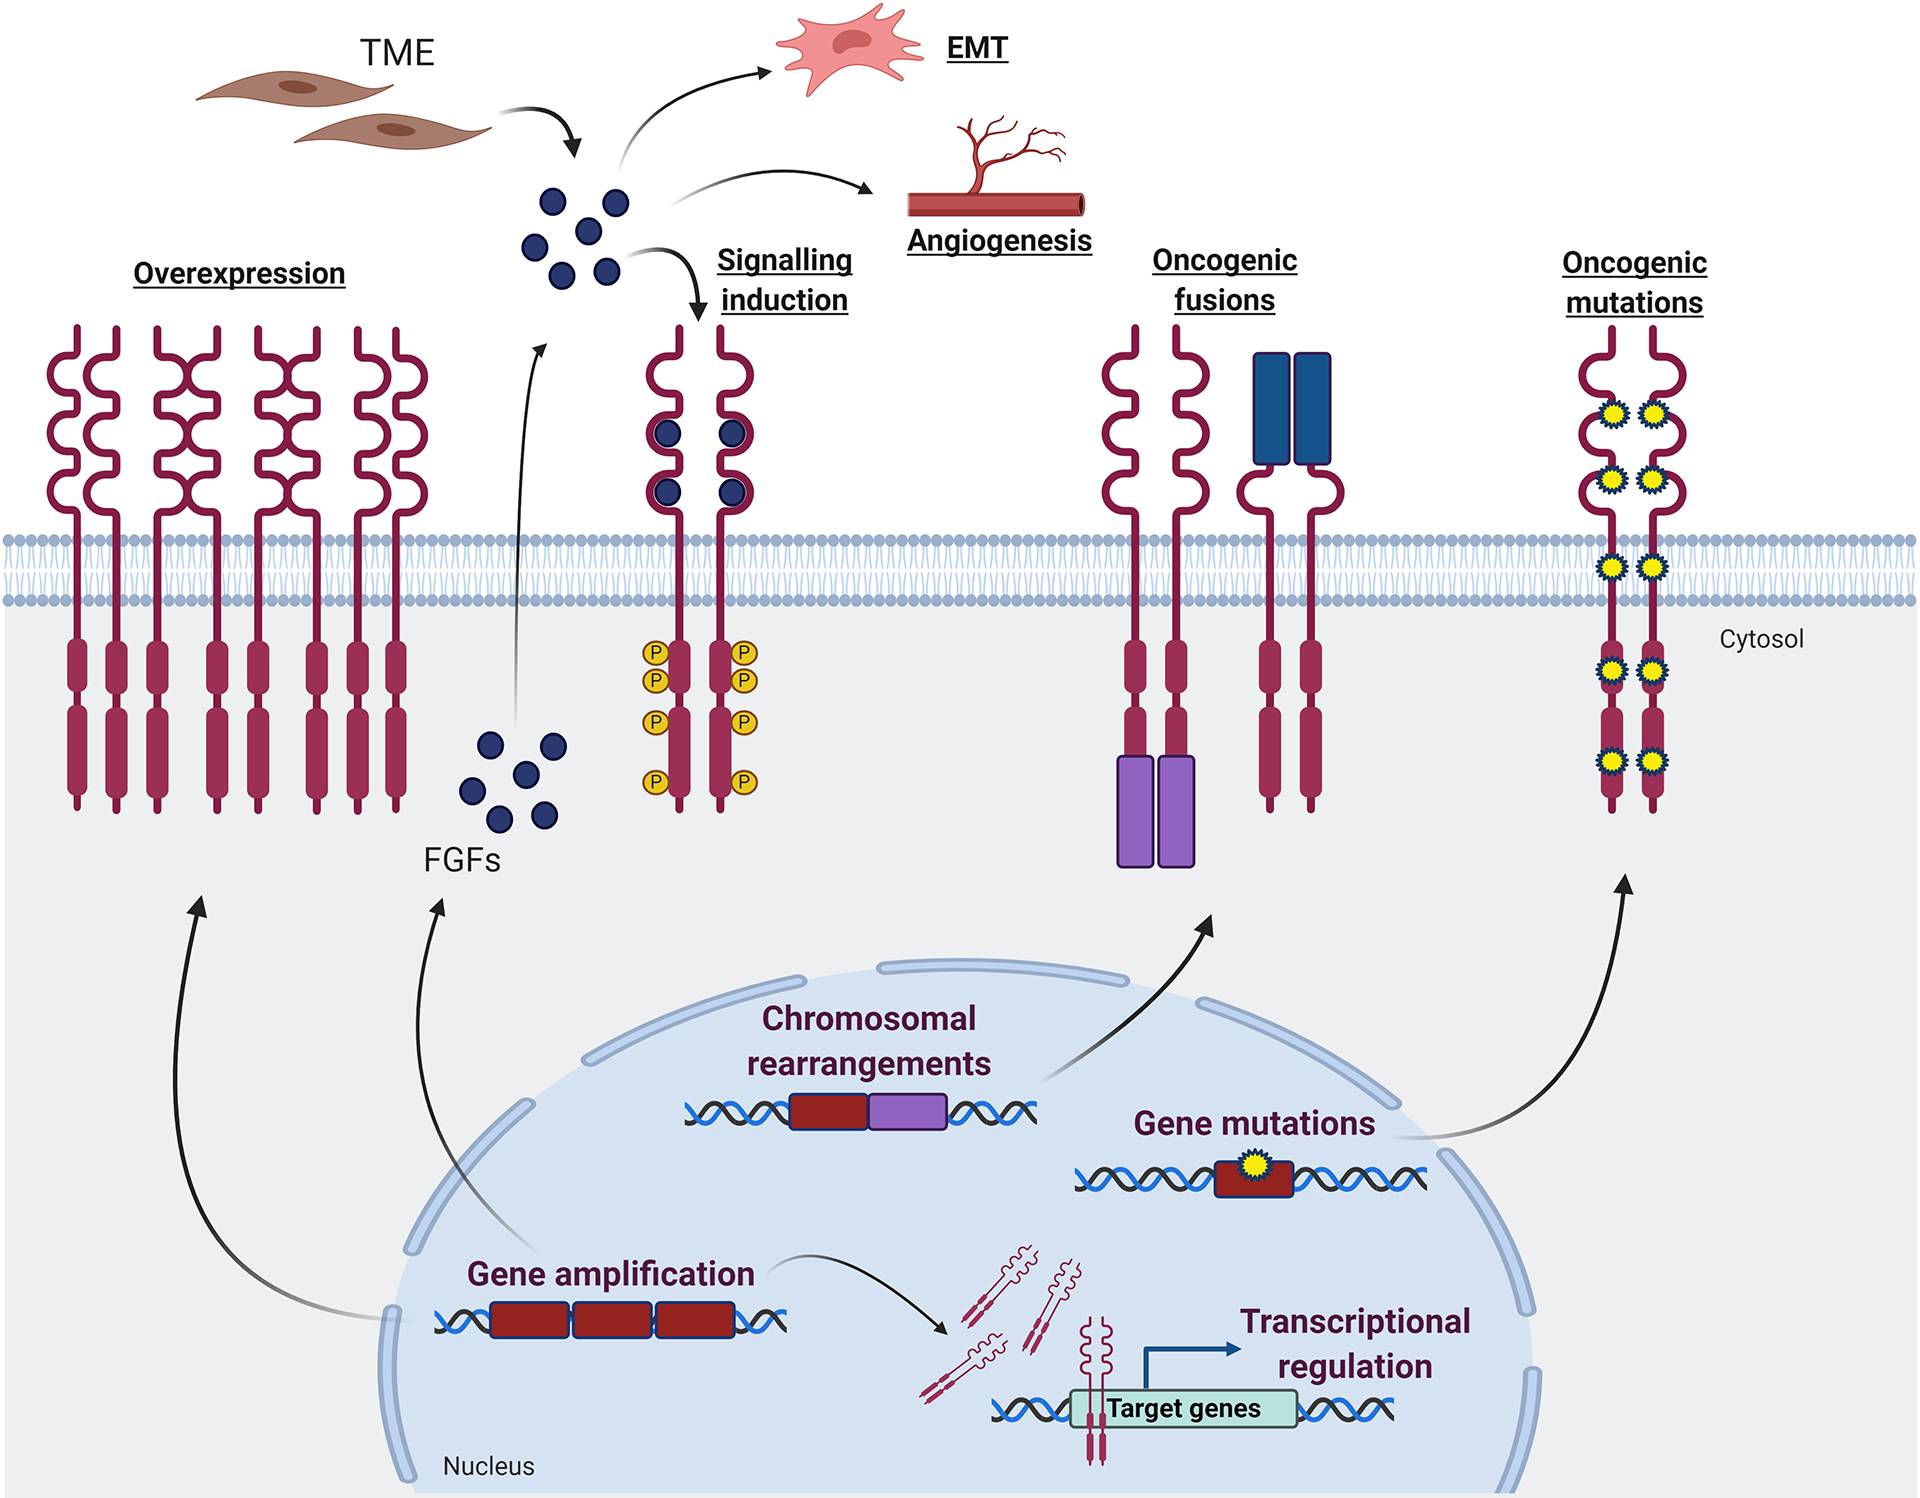 TME
EMT
Angiogenesis
Overexpression
Signalling
induction
Oncogenic
fusions
Oncogenic
mutations
Cytosol
P P
P P
P P
P P
FGFs
Chromosomal
rearrangements
Gene mutations
Gene amplification
Transcriptional
regulation
Target genes
Nucleus